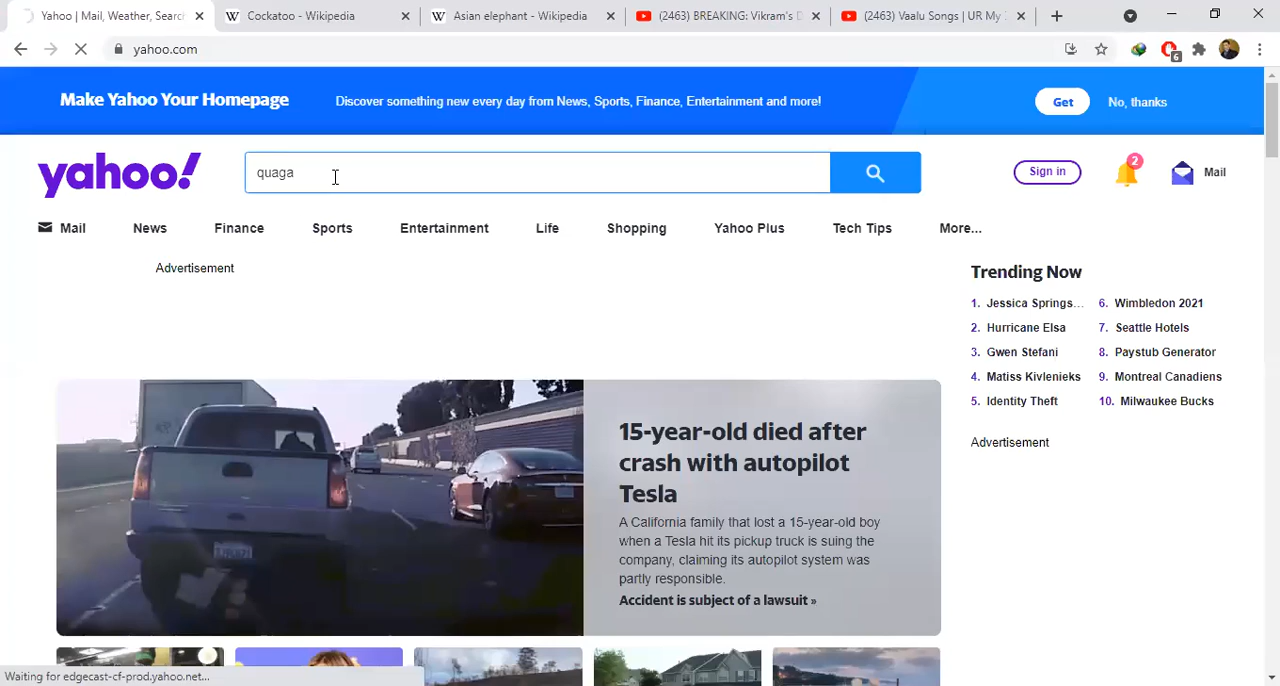 Yahoo | Mail, Weather, Search
Cockatoo - Wikipedia
Asian elephant - Wikipedia
(2463) BREAKING: Vikram's D
(2463) Vaalu Songs | UR My
yahoo.com
6
Make Yahoo Your Homepage
Discover something new every day from News, Sports, Finance, Entertainment and more!
Get
No, thanks
yahoo!
quaga
Sign in
2
Mail
Mail
News
Finance
Sports
Entertainment
Life
Shopping
Yahoo Plus
Tech Tips
More...
Advertisement
Trending Now
1. Jessica Springs...
2. Hurricane Elsa
3. Gwen Stefani
4. Matiss Kivlenieks
5. Identity Theft
6. Wimbledon 2021
7. Seattle Hotels
8. Paystub Generator
9. Montreal Canadiens
10. Milwaukee Bucks
Advertisement
15-year-old died after
crash with autopilot
Tesla
A California family that lost a 15-year-old boy
when a Tesla hit its pickup truck is suing the
company, claiming its autopilot system was
partly responsible.
Accident is subject of a lawsuit »
Waiting for edgecast-cf-prod.yahoo.net...